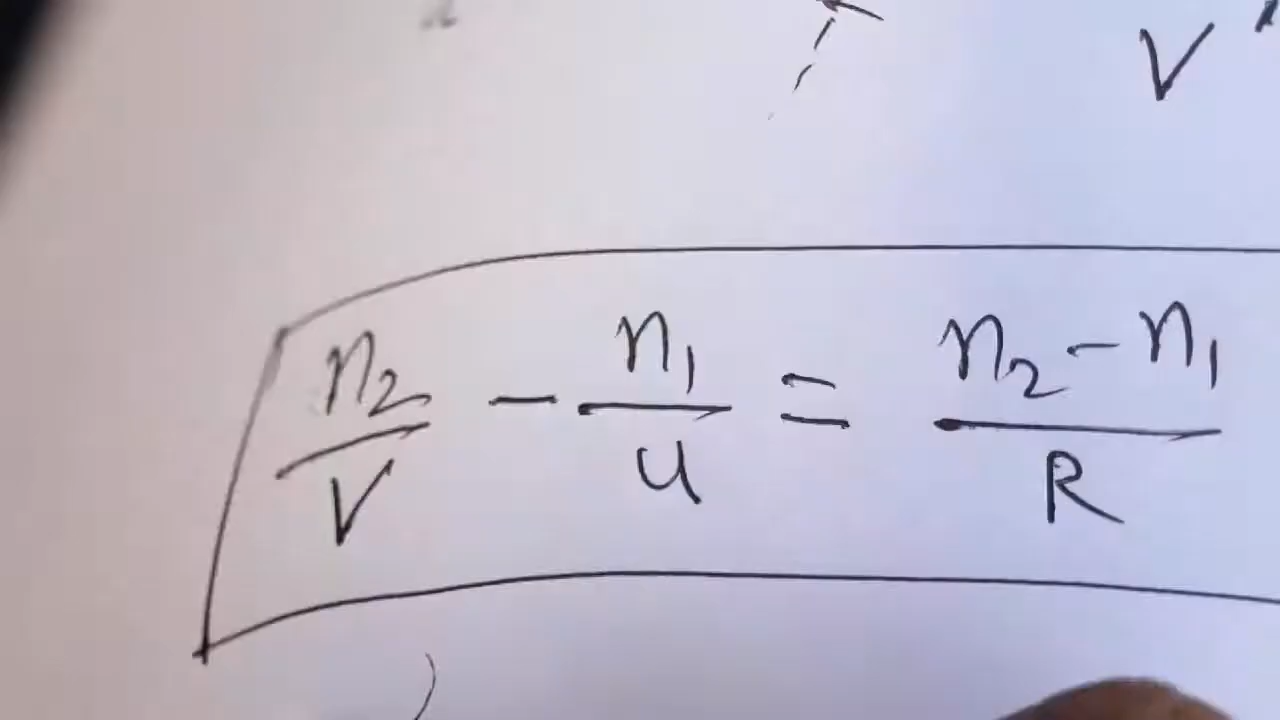 V
n₂/V - n₁/u = n₂-n₁/R